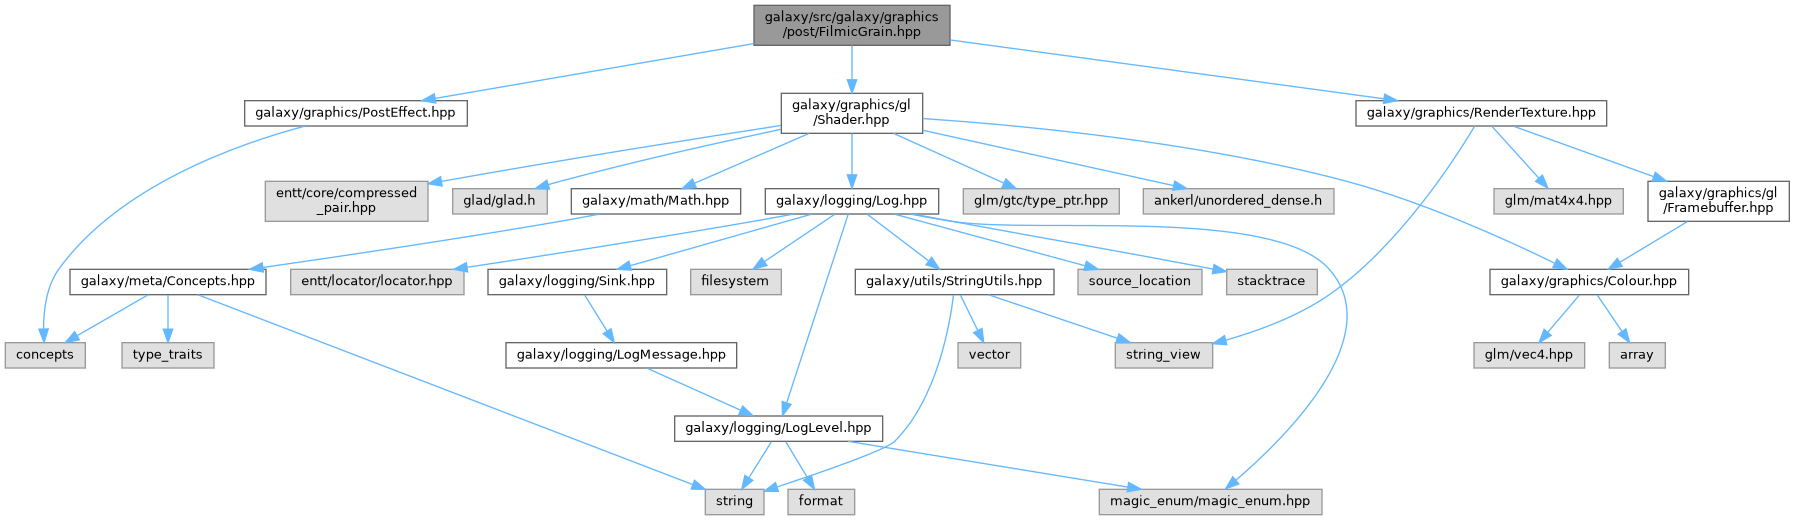 galaxy/src/galaxy/graphics
/post/FilmicGrain.hpp
galaxy/graphics/PostEffect.hpp
galaxy/graphics/gl
/Shader.hpp
galaxy/graphics/RenderTexture.hpp
entt/core/compressed
_pair.hpp
glad/glad.h
galaxy/math/Math.hpp
galaxy/logging/Log.hpp
glm/gtc/type_ptr.hpp
ankerl/unordered_dense.h
glm/mat4x4.hpp
galaxy/graphics/gl
/Framebuffer.hpp
galaxy/meta/Concepts.hpp
entt/locator/locator.hpp
galaxy/logging/Sink.hpp
filesystem
galaxy/utils/StringUtils.hpp
source_location
stacktrace
galaxy/graphics/Colour.hpp
concepts
type_traits
galaxy/logging/LogMessage.hpp
vector
string_view
glm/vec4.hpp
array
galaxy/logging/LogLevel.hpp
string
format
magic_enum/magic_enum.hpp